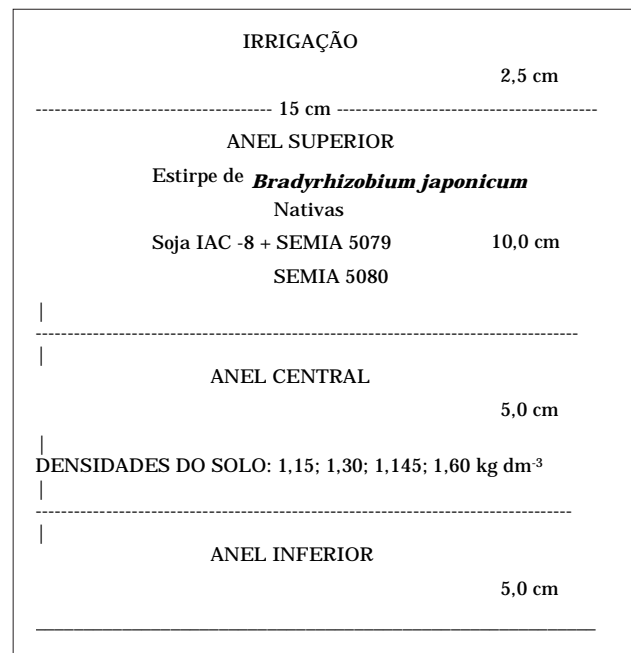 IRRIGAÇÃO
2,5 cm
------------------------------------- 15 cm -----------------------------------------
ANEL SUPERIOR
Estirpe de Bradyrhizobium japonicum
Nativas
Soja IAC -8 + SEMIA 5079 10,0 cm
SEMIA 5080
ANEL CENTRAL
5,0 cm
DENSIDADES DO SOLO: 1,15; 1,30; 1,145; 1,60 kg dm-3
ANEL INFERIOR
5,0 cm